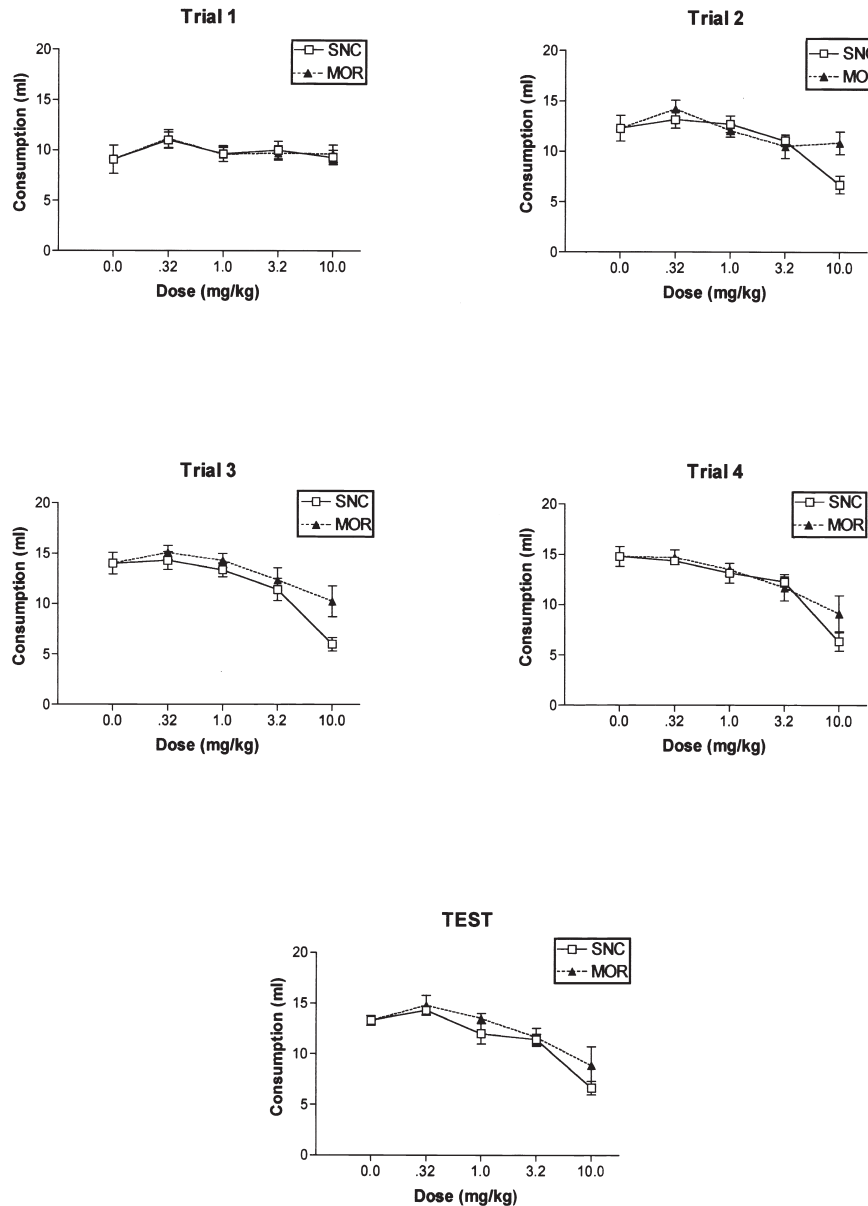 Trial 1
20
15
10
5
0
Consumption (ml)
SNC
MOR
0.0 .32 1.0 3.2 10.0
Dose (mg/kg)
Trial 2
20
15
10
5
0
Consumption (ml)
SNC
MO
0.0 .32 1.0 3.2 10.0
Dose (mg/kg)
Trial 3
20
15
10
5
0
Consumption (ml)
SNC
MOR
0.0 .32 1.0 3.2 10.0
Dose (mg/kg)
Trial 4
20
15
10
5
0
Consumption (ml)
SNC
MOR
0.0 .32 1.0 3.2 10.0
Dose (mg/kg)
TEST
20
15
10
5
0
Consumption (ml)
SNC
MOR
0.0 .32 1.0 3.2 10.0
Dose (mg/kg)